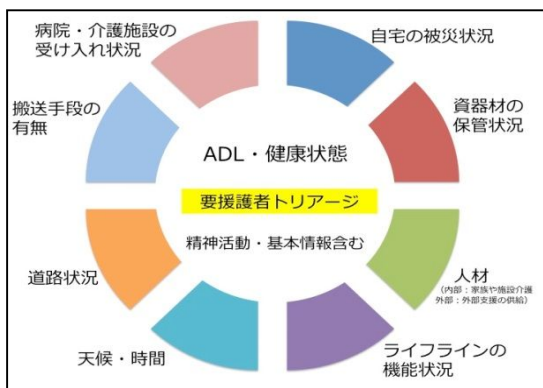 病院・介護施設の
受け入れ状況
自宅の被災状況
搬送手段の
有無
資器材の
保管状況
ADL・健康状態
要援護者トリアージ
精神活動・基本情報含む
道路状況
人材
（内部：家族や施設介護
外部：外部支援の供給）
天候・時間
ライフラインの
機能状況